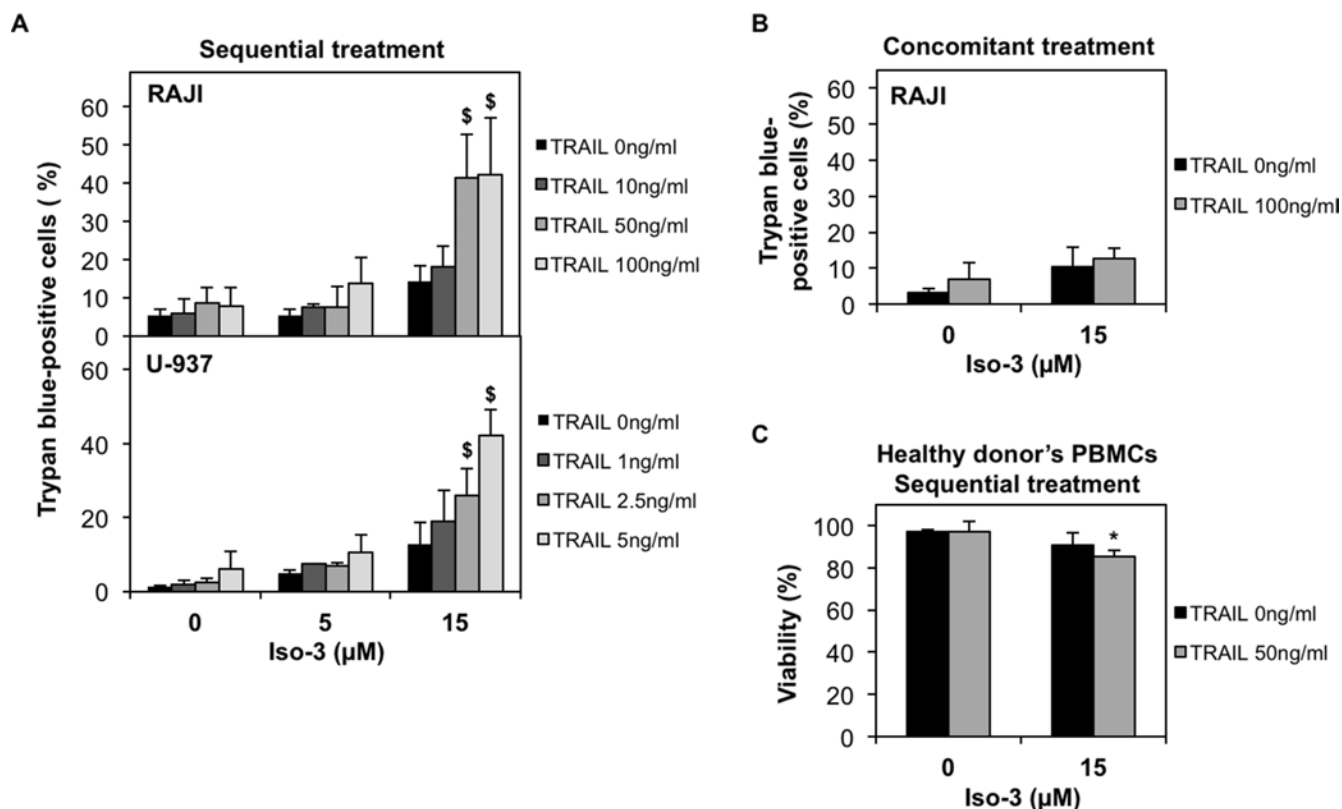 A
Sequential treatment
Trypan blue-positive cells ( %)
RAJI
60
50
40
30
20
10
0
$ $
TRAIL 0ng/ml
TRAIL 10ng/ml
TRAIL 50ng/ml
TRAIL 100ng/ml
U-937
60
40
20
0
$
$
0 5 15
Iso-3 (µM)
TRAIL 0ng/ml
TRAIL 1ng/ml
TRAIL 2.5ng/ml
TRAIL 5ng/ml
B
Concomitant treatment
Trypan blue-
positive cells (%)
RAJI
60
50
40
30
20
10
0
0 15
Iso-3 (µM)
TRAIL 0ng/ml
TRAIL 100ng/ml
C
Healthy donor's PBMCs
Sequential treatment
Viability (%)
100
80
60
40
20
0
*
0 15
Iso-3 (µM)
TRAIL 0ng/ml
TRAIL 50ng/ml